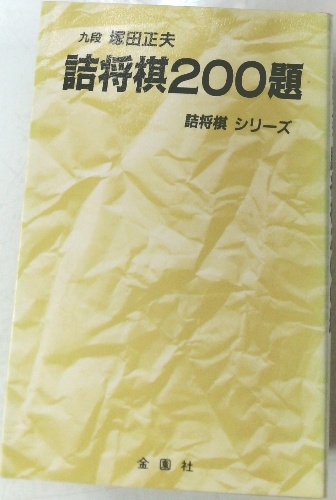 九段 塚田正夫
詰将棋200題
詰将棋 シリーズ
金園社